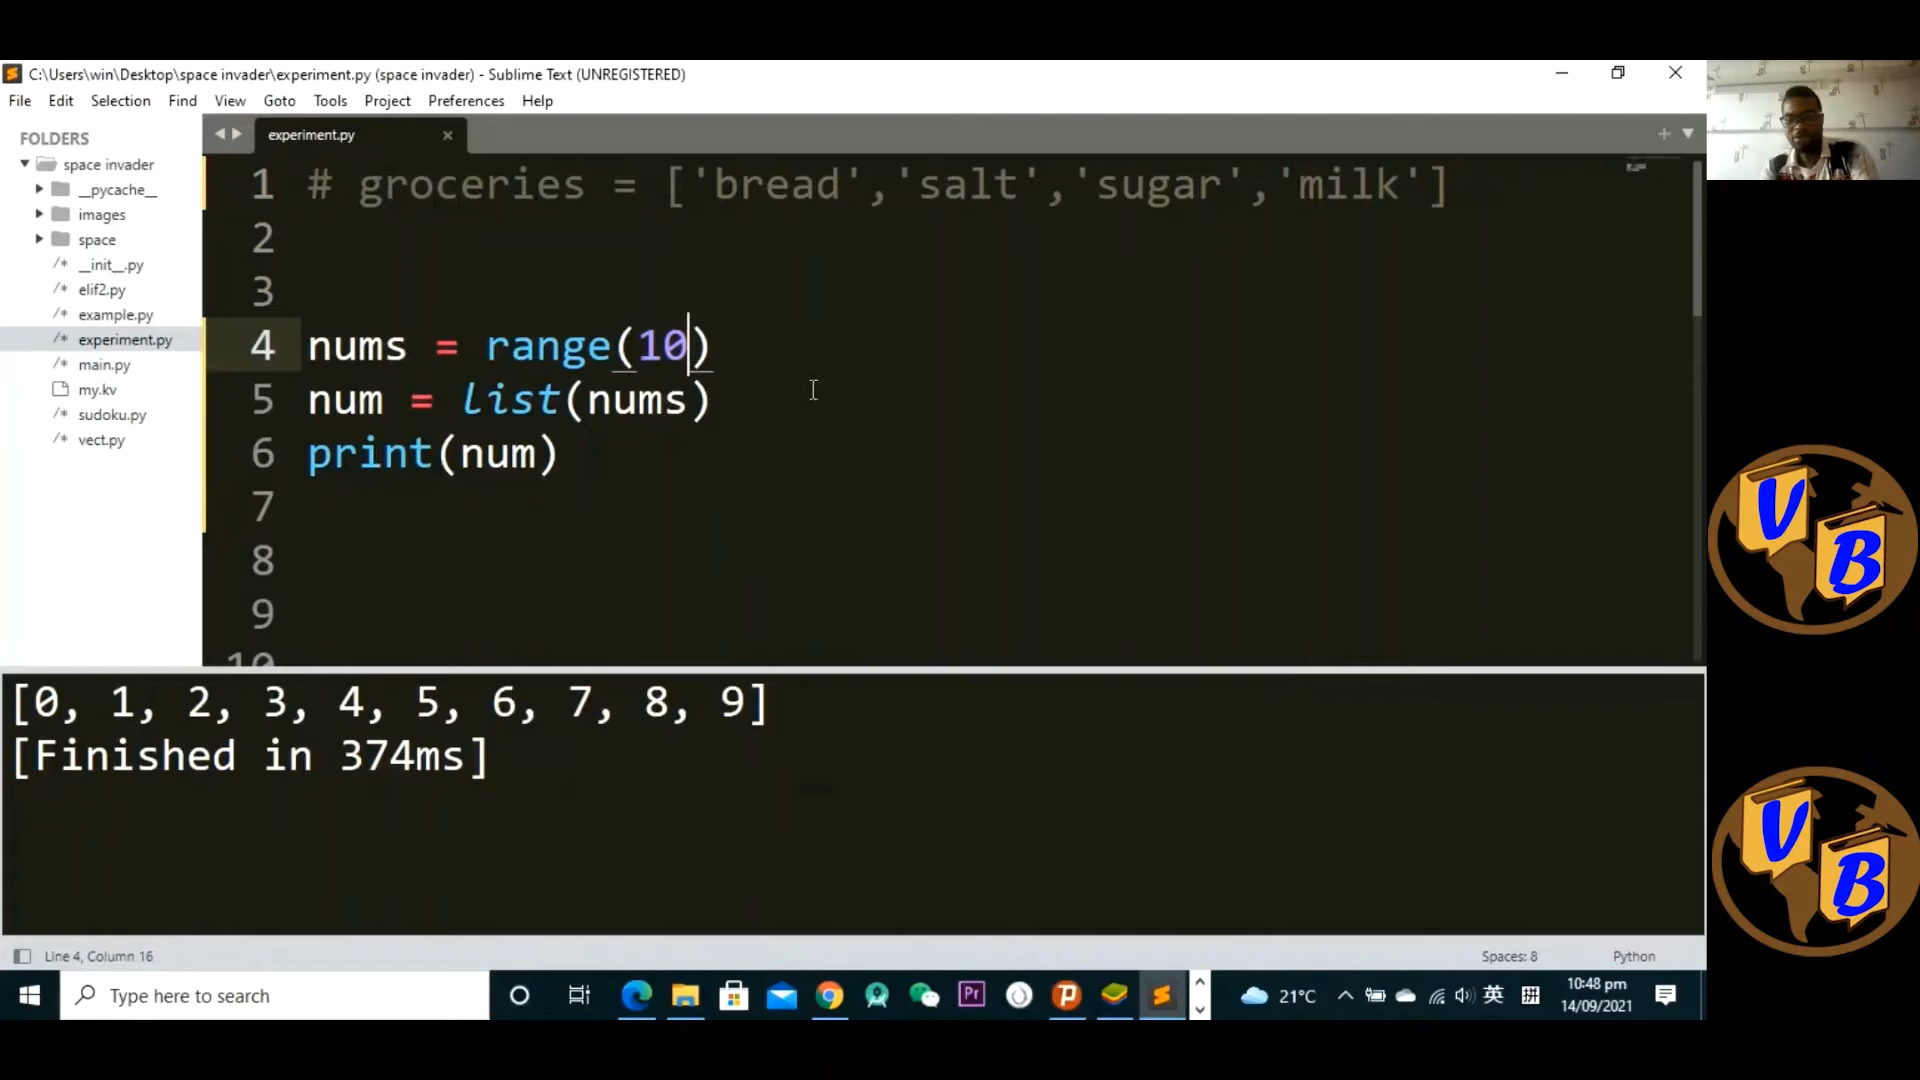 C:\Users\win\Desktop\space invader\experiment.py (space invader) - Sublime Text (UNREGISTERED)
File Edit Selection Find View Goto Tools Project Preferences Help
FOLDERS
space invader
__pycache__
images
space
/* __init__.py
/* elif2.py
/* example.py
/* experiment.py
/* main.py
my.kv
/* sudoku.py
/* vect.py
experiment.py
1 # groceries = ['bread','salt','sugar','milk']
2
3
4 nums = range(10)
5 num = list(nums)
6 print(num)
7
8
9
10
[0, 1, 2, 3, 4, 5, 6, 7, 8, 9]
[Finished in 374ms]
Line 4, Column 16
Spaces: 8
Python
Type here to search
Pr
21°C
英
拼
10:48 pm
14/09/2021
V B
V B